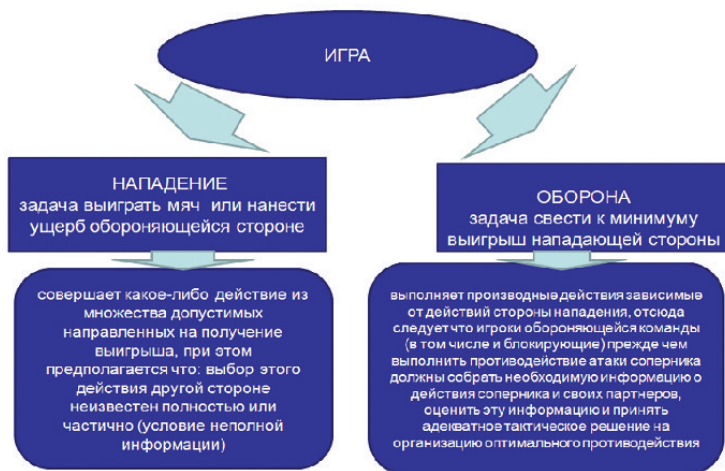 ИГРА
НАПАДЕНИЕ
задача выиграть мяч или нанести
ущерб обороняющейся стороне
ОБОРОНА
задача свести к минимуму
выигрыш нападающей стороны
совершает какое-либо действие из
множества допустимых
направленных на получение
выигрыша, при этом
предполагается что: выбор этого
действия другой стороне
неизвестен полностью или
частично (условие неполной
информации)
выполняет производные действия зависимые
от действий стороны нападения, отсюда
следует что игроки обороняющейся команды
(в том числе и блокирующие) прежде чем
выполнить противодействие атаки соперника
должны собрать необходимую информацию о
действия соперника и своих партнеров,
оценить эту информацию и принять
адекватное тактическое решение на
организацию оптимального противодействия